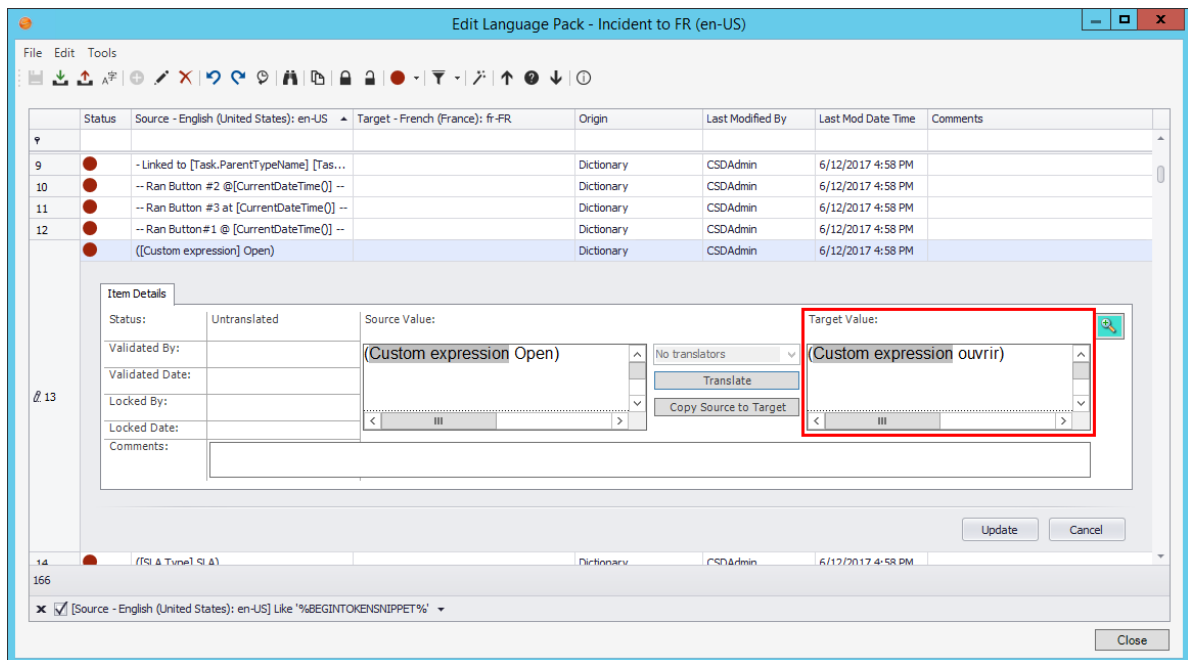 Edit Language Pack - Incident to FR (en-US)
File Edit Tools
Status Source - English (United States): en-US Target - French (France): fr-FR Origin Last Modified By Last Mod Date Time Comments
9 - Linked to [Task.ParentTypeName] [Tas... Dictionary CSDAdmin 6/12/2017 4:58 PM
10 -- Ran Button #2 @[CurrentDateTime()] -- Dictionary CSDAdmin 6/12/2017 4:58 PM
11 -- Ran Button #3 at [CurrentDateTime()] -- Dictionary CSDAdmin 6/12/2017 4:58 PM
12 -- Ran Button#1 @ [CurrentDateTime()] -- Dictionary CSDAdmin 6/12/2017 4:58 PM
([Custom expression] Open) Dictionary CSDAdmin 6/12/2017 4:58 PM
Item Details
Status: Untranslated Source Value: Target Value:
Validated By: (Custom expression Open) No translators (Custom expression ouvrir)
Validated Date: Translate
13 Locked By: Copy Source to Target
Locked Date:
Comments:
Update Cancel
14 ([SLA Type] SLA) Dictionary CSDAdmin 6/12/2017 4:58 PM
166
[Source - English (United States): en-US] Like '%BEGINTOKENSNIPPET%'
Close